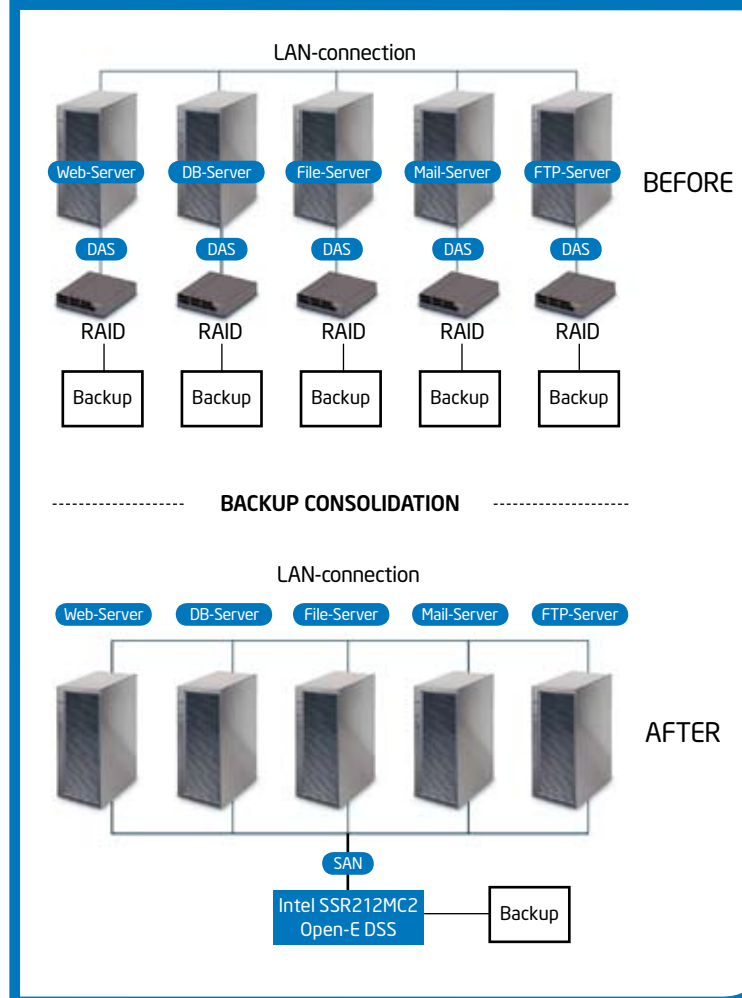 LAN-connection
Web-Server
DB-Server
File-Server
Mail-Server
FTP-Server
BEFORE
DAS
DAS
DAS
DAS
DAS
RAID
RAID
RAID
RAID
RAID
Backup
Backup
Backup
Backup
Backup
BACKUP CONSOLIDATION
LAN-connection
Web-Server
DB-Server
File-Server
Mail-Server
FTP-Server
AFTER
SAN
Intel SSR212MC2
Open-E DSS
Backup